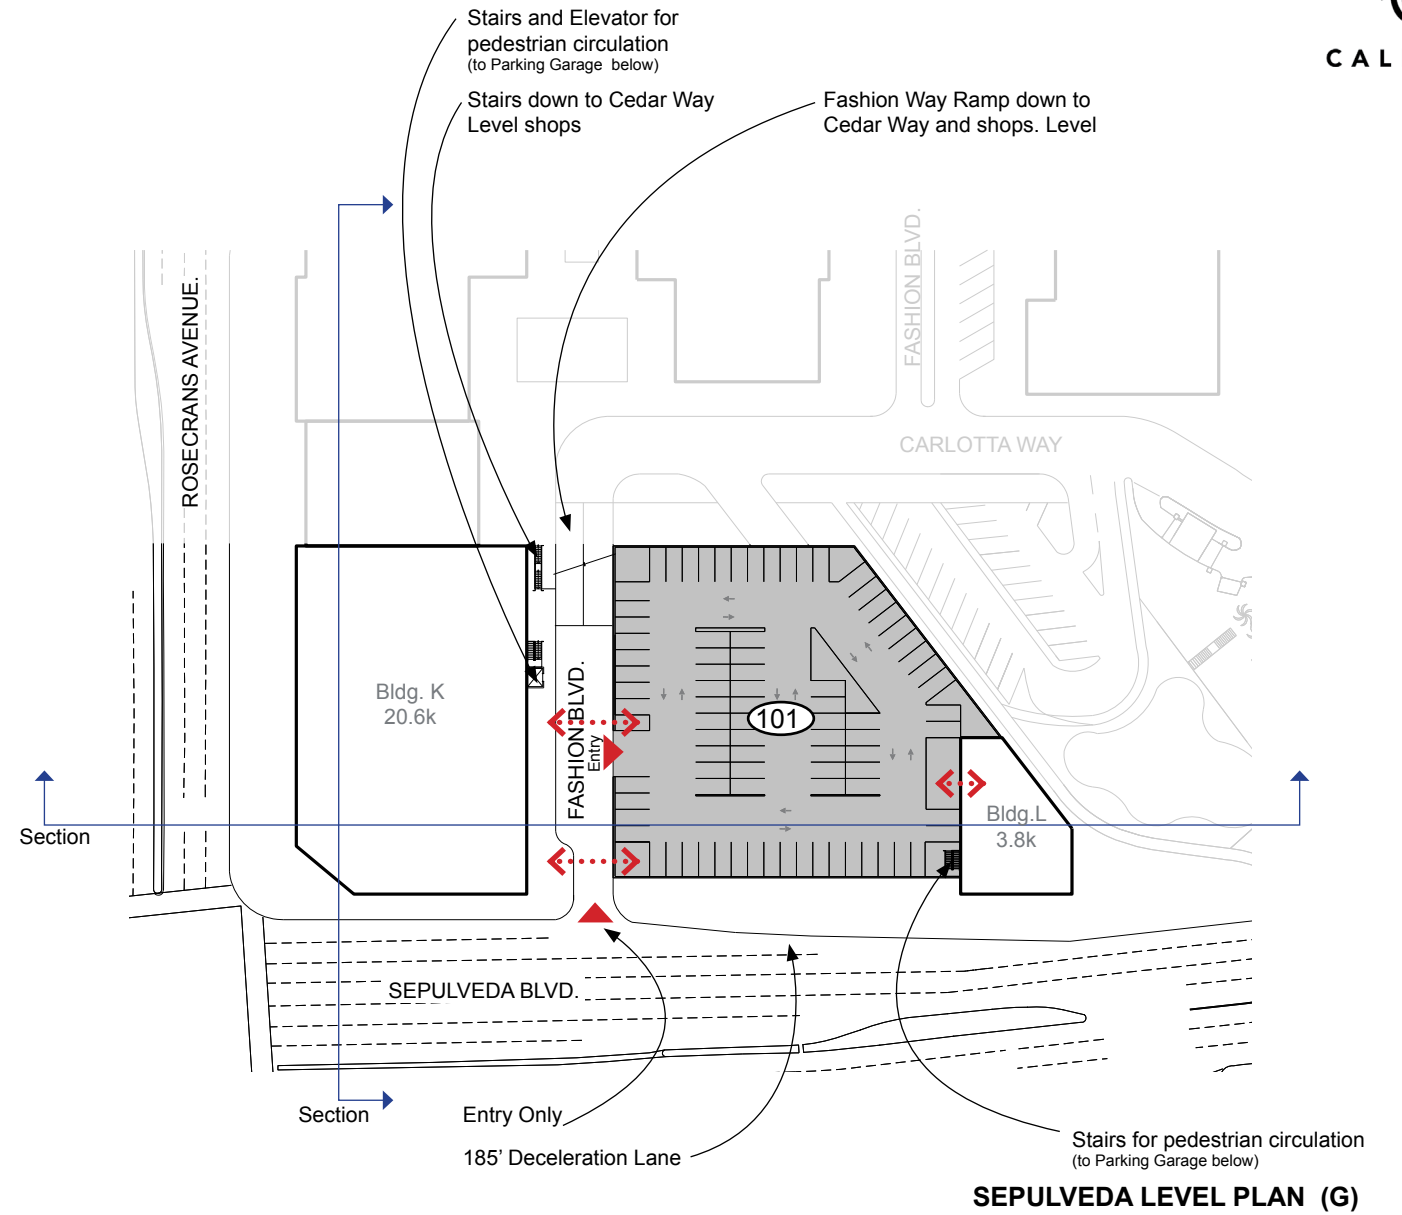 Stairs and Elevator for
pedestrian circulation
(to Parking Garage below)
CAL
Stairs down to Cedar Way
Level shops
Fashion Way Ramp down to
Cedar Way and shops. Level
ROSECRANS AVENUE.
FASHION BLVD.
CARLOTTA WAY
Bldg. K
20.6k
FASHION BLVD.
Entry
101
Bldg.L
3.8k
Section
SEPULVEDA BLVD.
Section
Entry Only
185’ Deceleration Lane
Stairs for pedestrian circulation
(to Parking Garage below)
SEPULVEDA LEVEL PLAN (G)